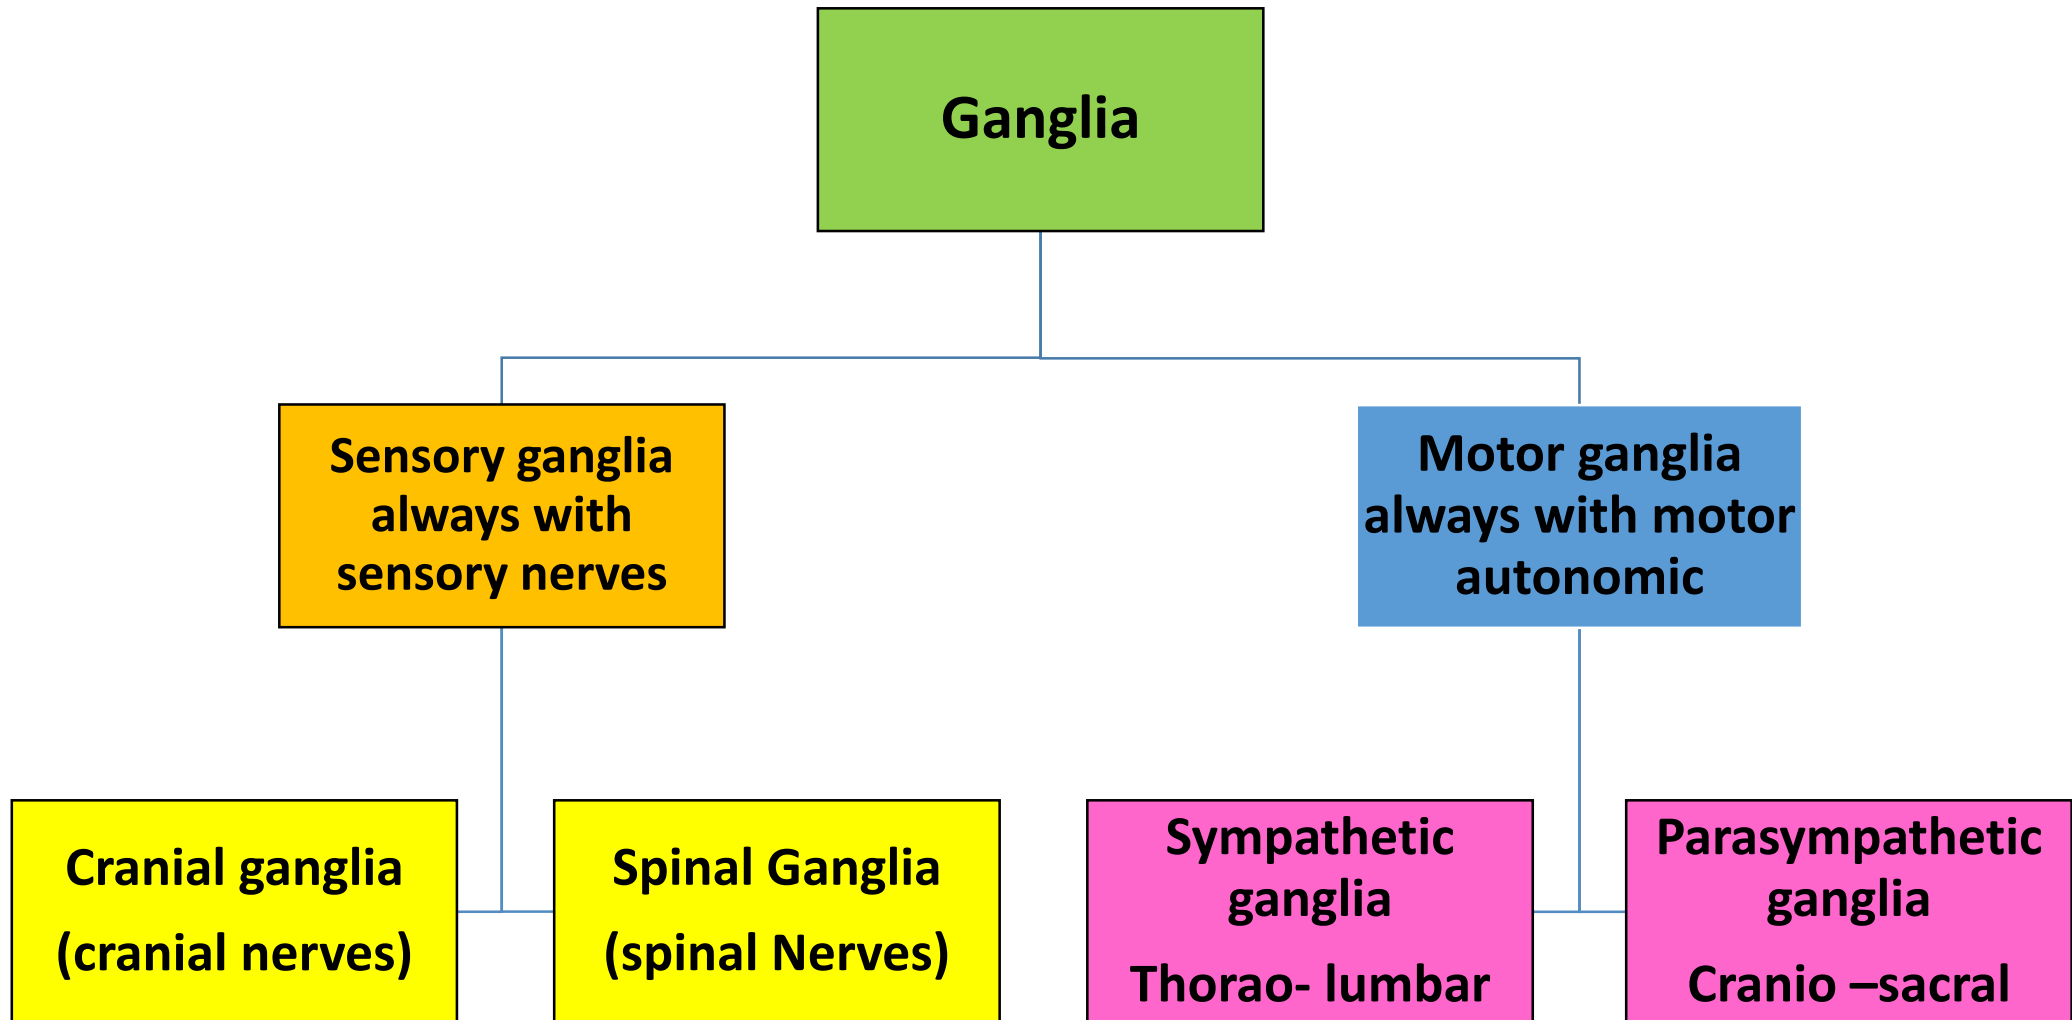 Ganglia
Sensory ganglia
always with
sensory nerves
Motor ganglia
always with motor
autonomic
Cranial ganglia
(cranial nerves)
Spinal Ganglia
(spinal Nerves)
Sympathetic
ganglia
Thorao- lumbar
Parasympathetic
ganglia
Cranio –sacral